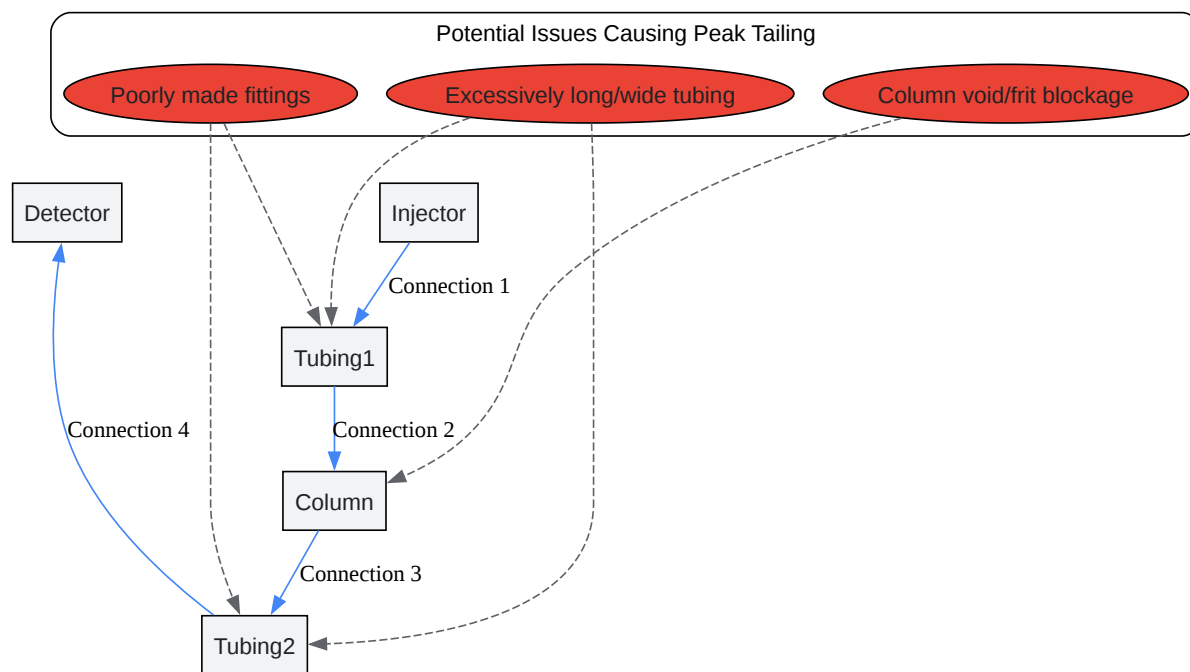 Potential Issues Causing Peak Tailing
Poorly made fittings
Excessively long/wide tubing
Column void/frit blockage
Detector
Injector
Connection 1
Tubing1
Connection 4
Connection 2
Column
Connection 3
Tubing2